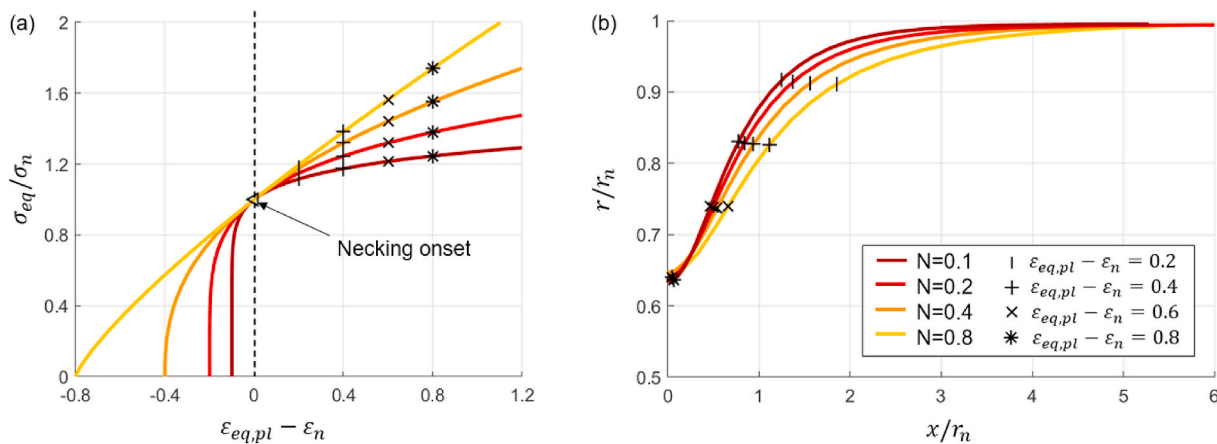 (a)
2
1.6
1.2
0.8
0.4
0
σ_eq/σ_n
Necking onset
-0.8 -0.4 0 0.4 0.8 1.2
ε_eq,pl − ε_n
(b)
1
0.9
0.8
0.7
0.6
0.5
r/r_n
N=0.1 ε_eq,pl − ε_n = 0.2
N=0.2 ε_eq,pl − ε_n = 0.4
N=0.4 ε_eq,pl − ε_n = 0.6
N=0.8 ε_eq,pl − ε_n = 0.8
0 1 2 3 4 5 6
x/r_n